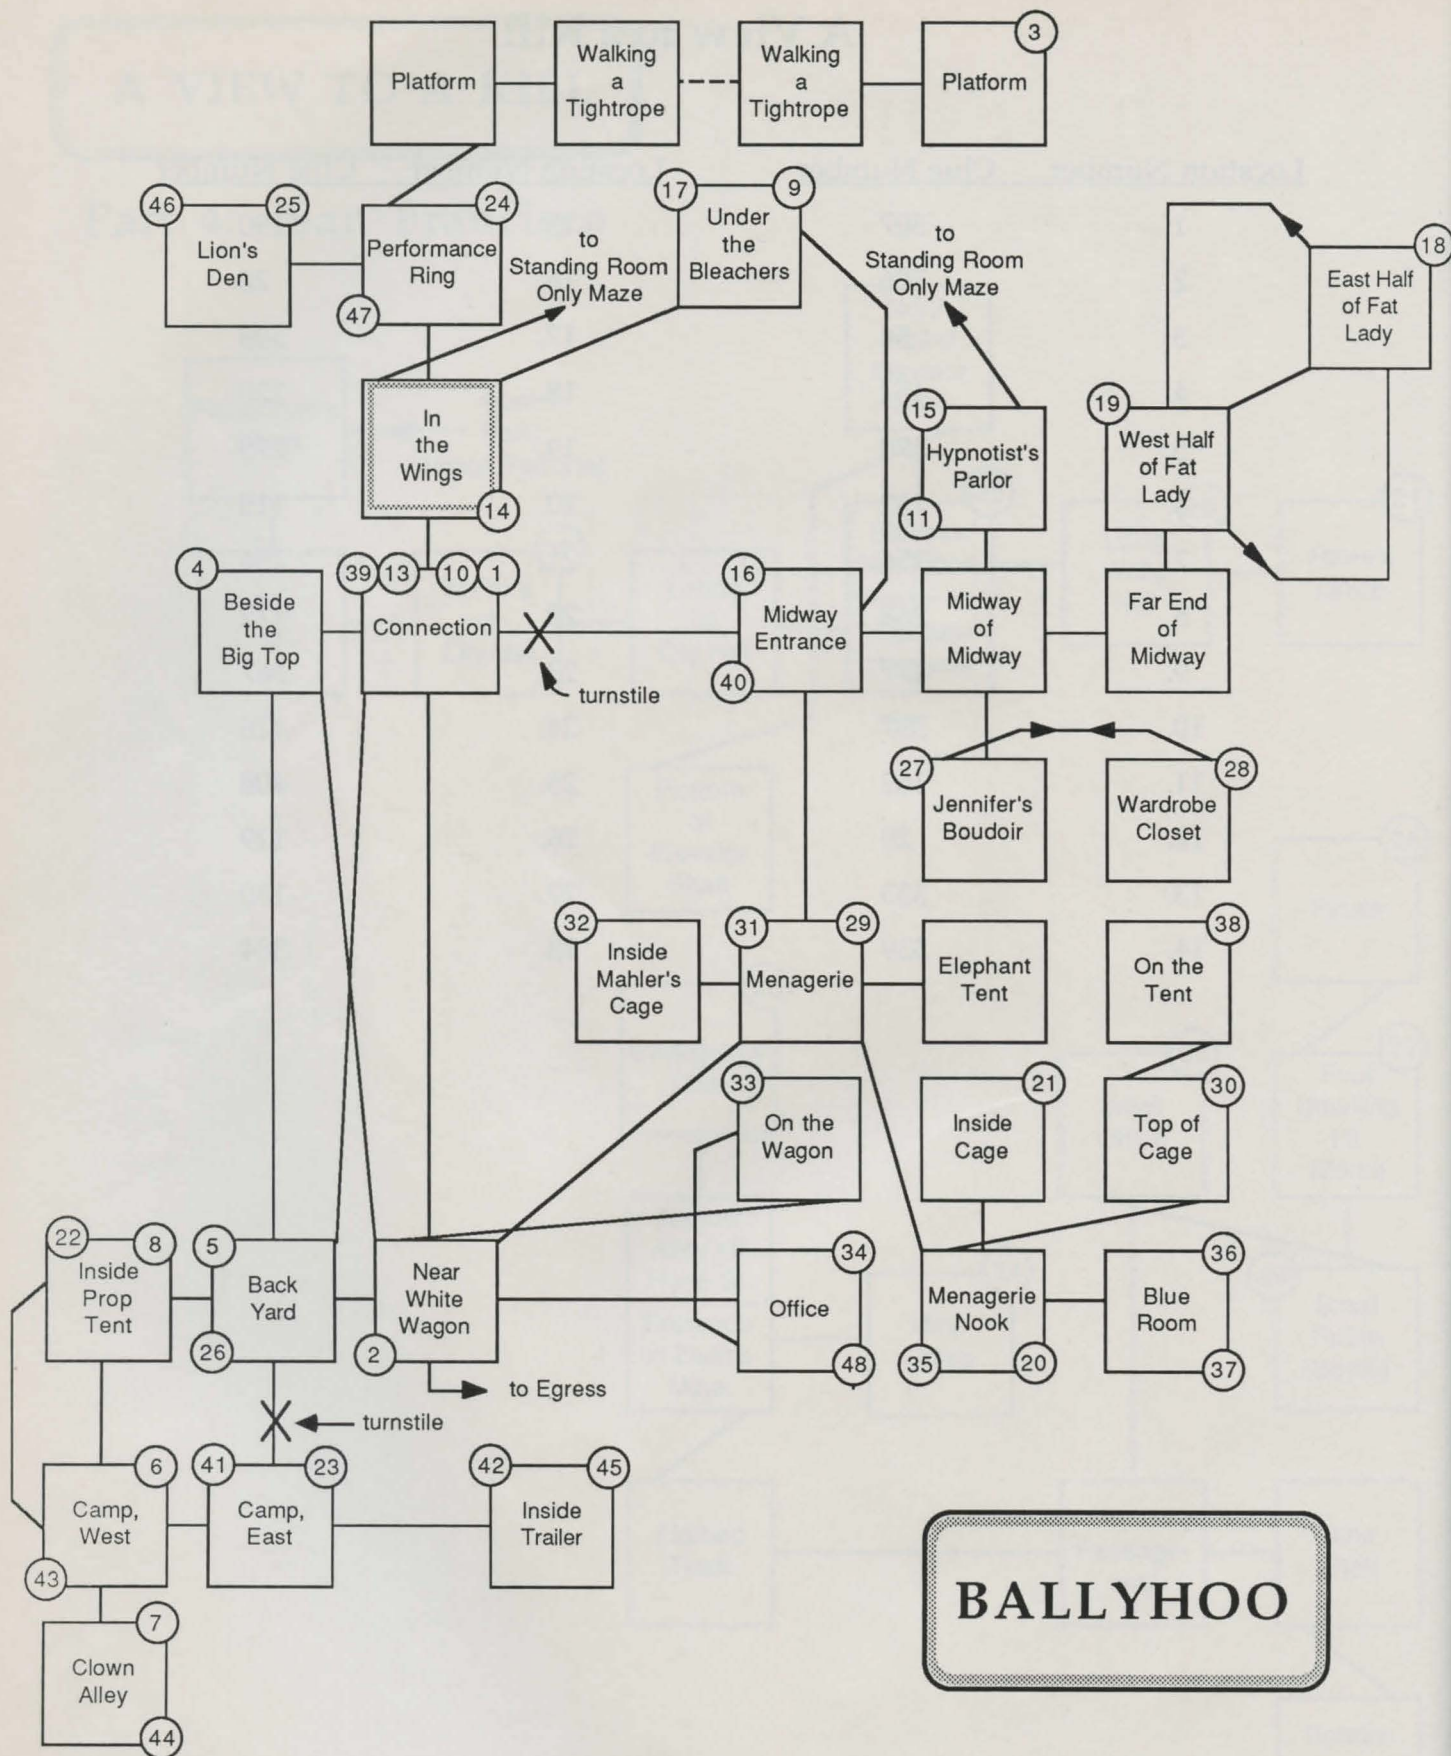 Platform
Walking
a
Tightrope
Walking
a
Tightrope
3
Platform
46
25
Lion's
Den
24
Performance
Ring
47
to
Standing Room
Only Maze
17
9
Under
the
Bleachers
to
Standing Room
Only Maze
18
East Half
of Fat
Lady
In
the
Wings
14
15
Hypnotist's
Parlor
11
19
West Half
of Fat
Lady
4
Beside
the
Big Top
39
13
10
1
Connection
turnstile
16
Midway
Entrance
40
Midway
of
Midway
Far End
of
Midway
27
Jennifer's
Boudoir
28
Wardrobe
Closet
32
Inside
Mahler's
Cage
31
29
Menagerie
Elephant
Tent
38
On the
Tent
33
On the
Wagon
21
Inside
Cage
30
Top of
Cage
22
8
Inside
Prop
Tent
5
Back
Yard
26
Near
White
Wagon
2
34
Office
48
Menagerie
Nook
35
20
36
Blue
Room
37
to Egress
turnstile
6
Camp,
West
43
41
23
Camp,
East
42
45
Inside
Trailer
7
Clown
Alley
44
BALLYHOO